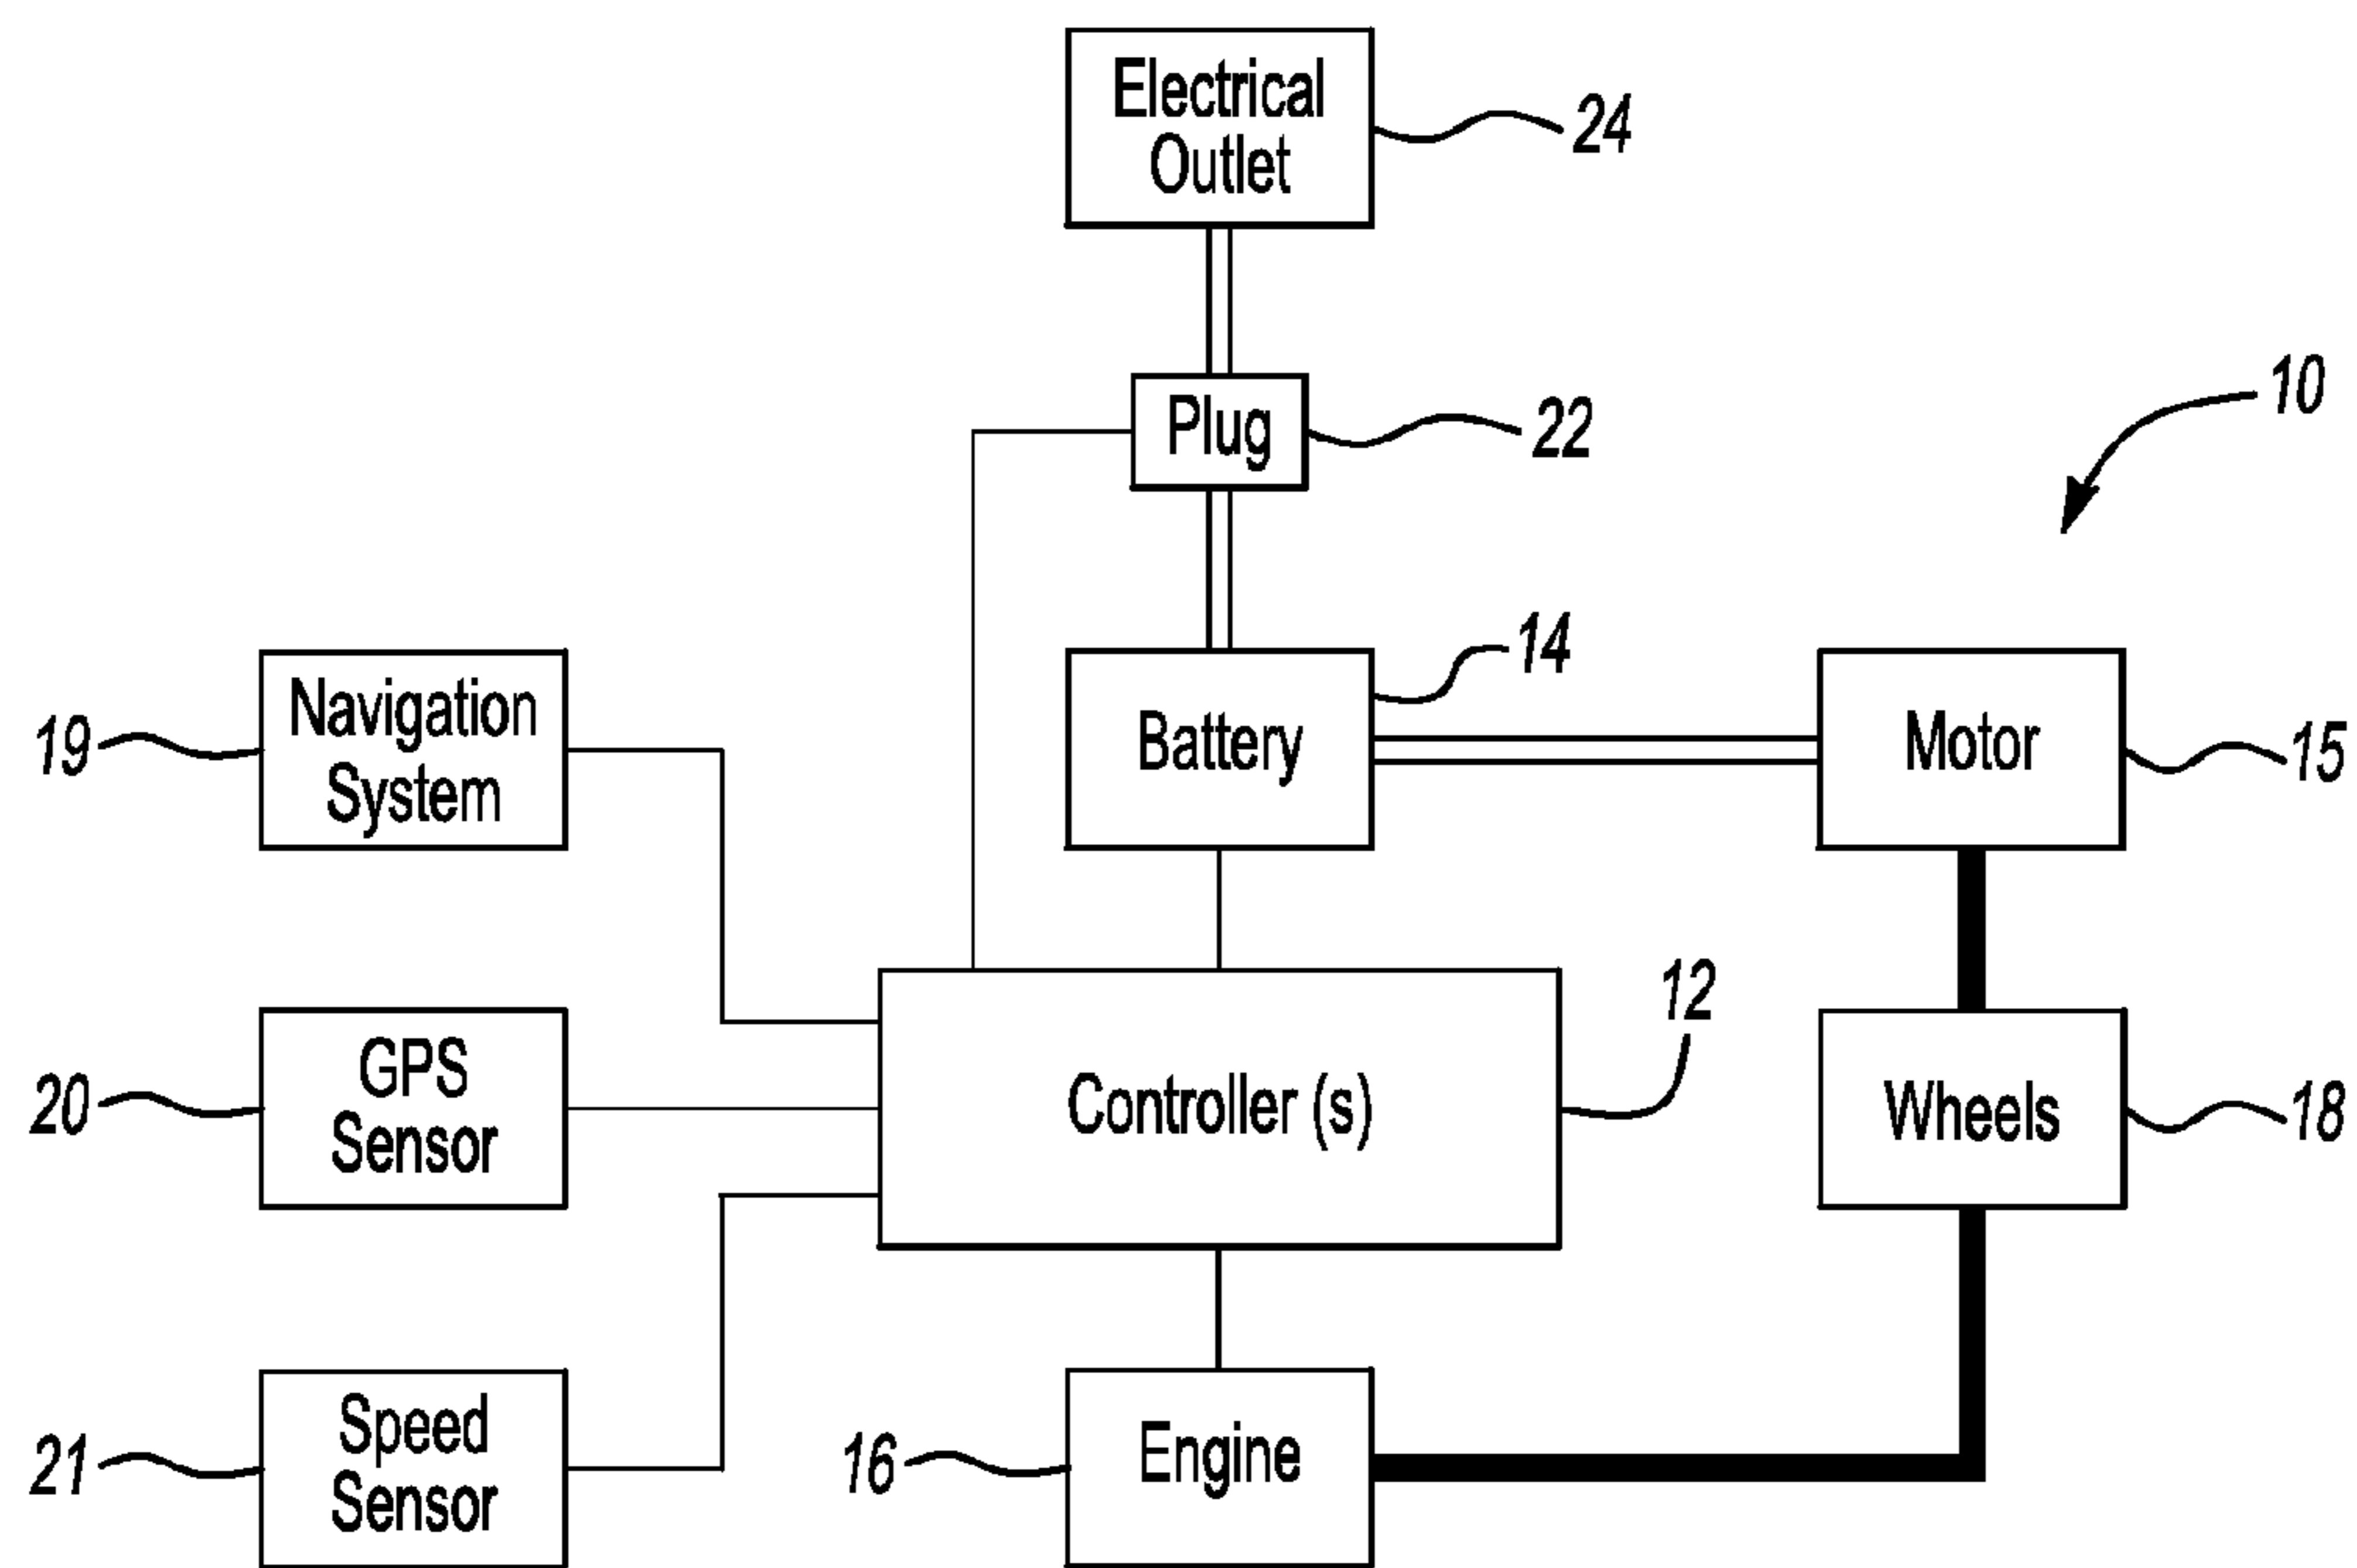 Electrical
Outlet
24
Plug
22
10
14
Navigation
System
19
Battery
Motor
15
12
GPS
Sensor
20
Controller (s)
Wheels
18
Speed
Sensor
21
16
Engine